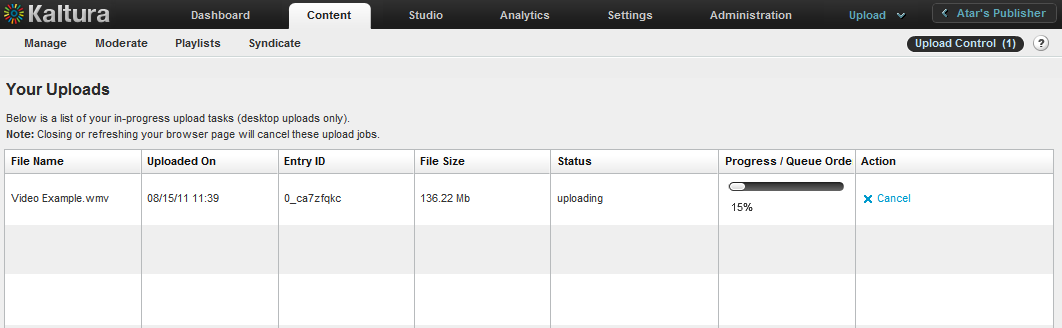 Kaltura Dashboard Content Studio Analytics Settings Administration Upload Atar's Publisher
Manage Moderate Playlists Syndicate Upload Control (1) ?
Your Uploads
Below is a list of your in-progress upload tasks (desktop uploads only).
Note: Closing or refreshing your browser page will cancel these upload jobs.
File Name Uploaded On Entry ID File Size Status Progress / Queue Orde Action
Video Example.wmv 08/15/11 11:39 0_ca7zfqkc 136.22 Mb uploading Cancel
15%